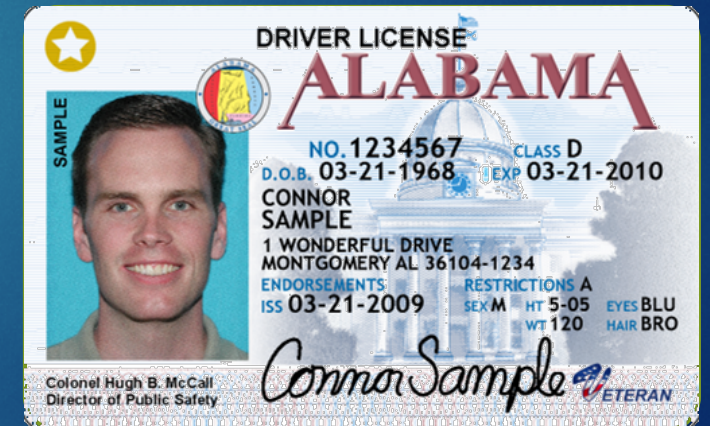 DRIVER LICENSE
ALABAMA
SAMPLE
NO. 1234567 CLASS D
D.O.B. 03-21-1968 EXP 03-21-2010
CONNOR
SAMPLE
1 WONDERFUL DRIVE
MONTGOMERY AL 36104-1234
ENDORSEMENTS RESTRICTIONS A
ISS 03-21-2009 SEX M HT 5-05 EYES BLU
WT 120 HAIR BRO
Connor Sample
VETERAN
Colonel Hugh B. McCall
Director of Public Safety